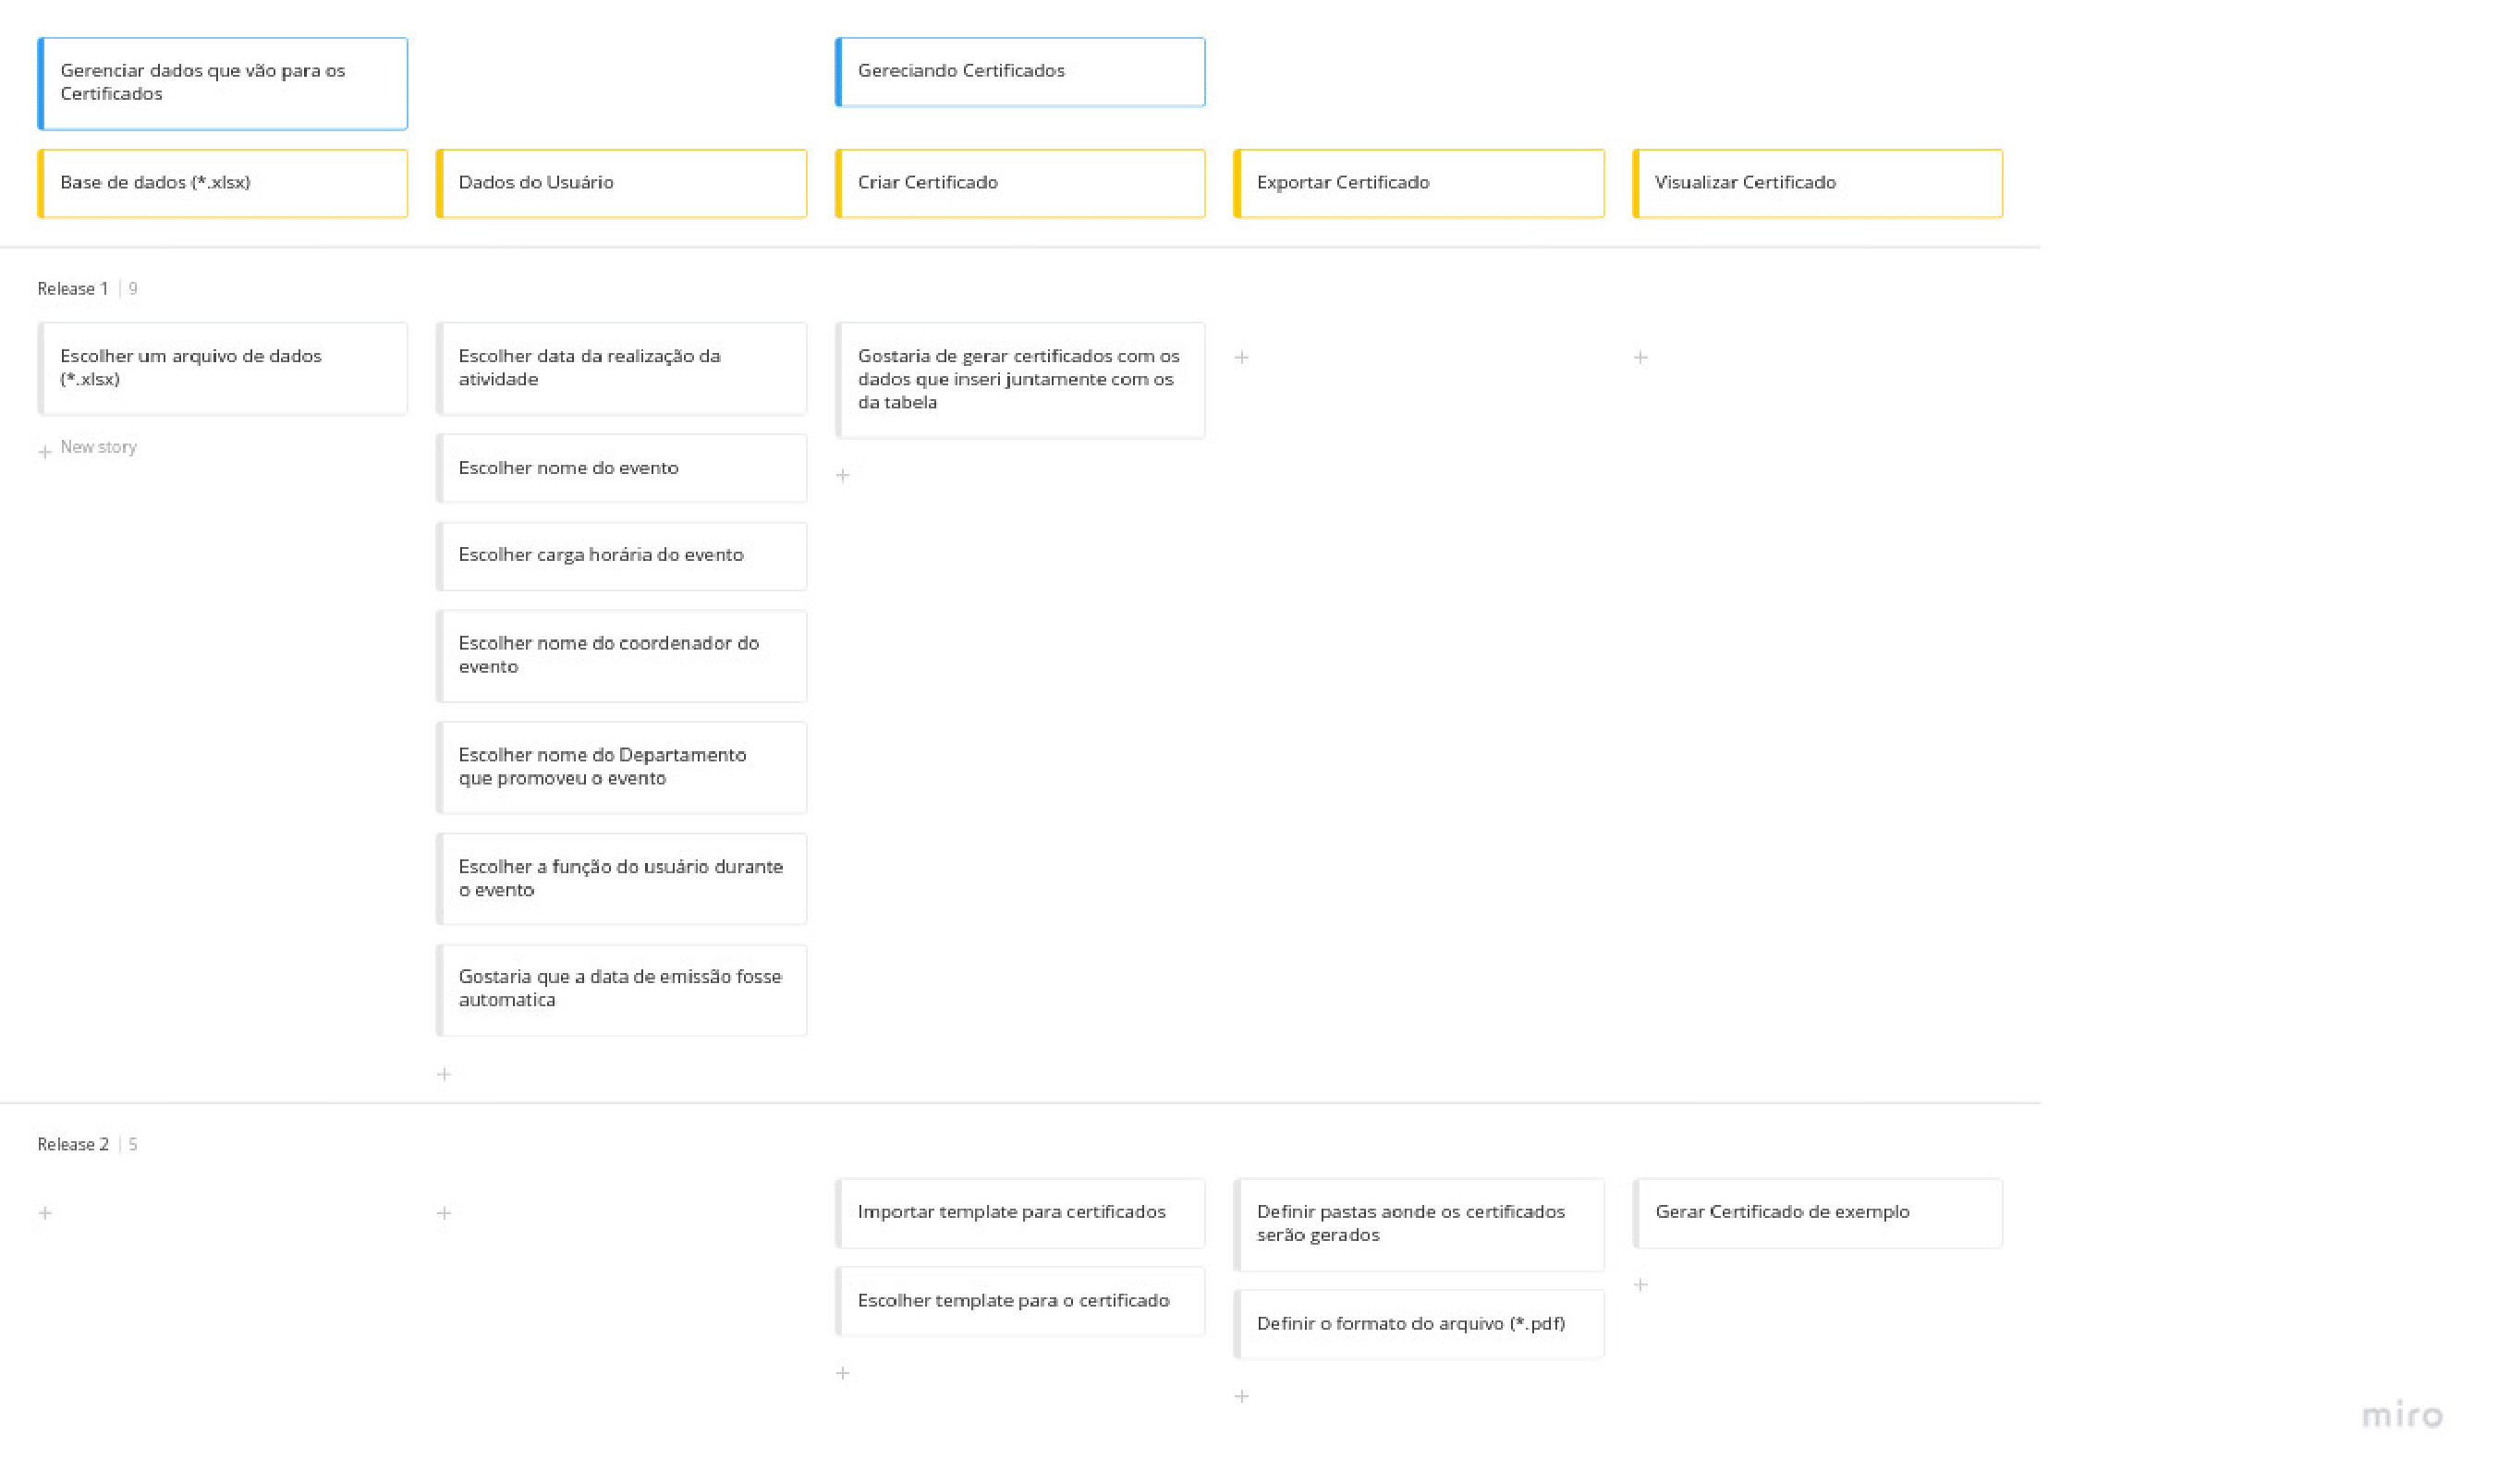 Gerenciar dados que vão para os
Certificados
Gereciando Certificados
Base de dados (*.xlsx)
Dados do Usuário
Criar Certificado
Exportar Certificado
Visualizar Certificado
Release 1 | 9
Escolher um arquivo de dados
(*.xlsx)
+ New story
Escolher data da realização da
atividade
Escolher nome do evento
Escolher carga horária do evento
Escolher nome do coordenador do
evento
Escolher nome do Departamento
que promoveu o evento
Escolher a função do usuário durante
o evento
Gostaria que a data de emissão fosse
automatica
+
Gostaria de gerar certificados com os
dados que inseri juntamente com os
da tabela
+
+
+
Release 2 | 5
+
+
Importar template para certificados
Escolher template para o certificado
+
Definir pastas aonde os certificados
serão gerados
Definir o formato do arquivo (*.pdf)
+
Gerar Certificado de exemplo
+
miro